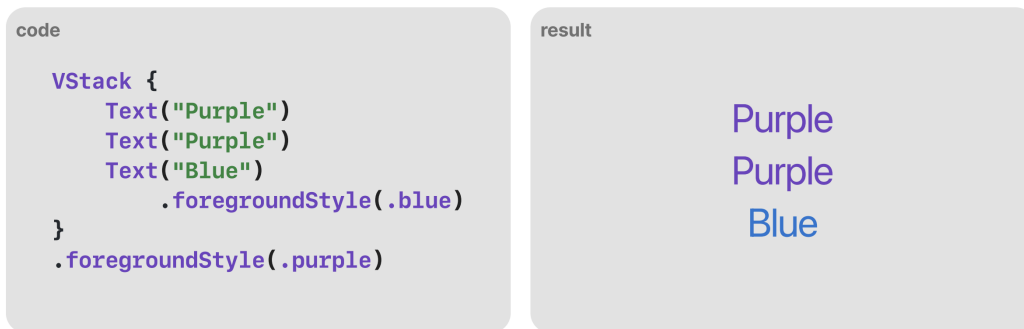 code
VStack {
    Text("Purple")
    Text("Purple")
    Text("Blue")
        .foregroundStyle(.blue)
}
.foregroundStyle(.purple)
result
Purple
Purple
Blue